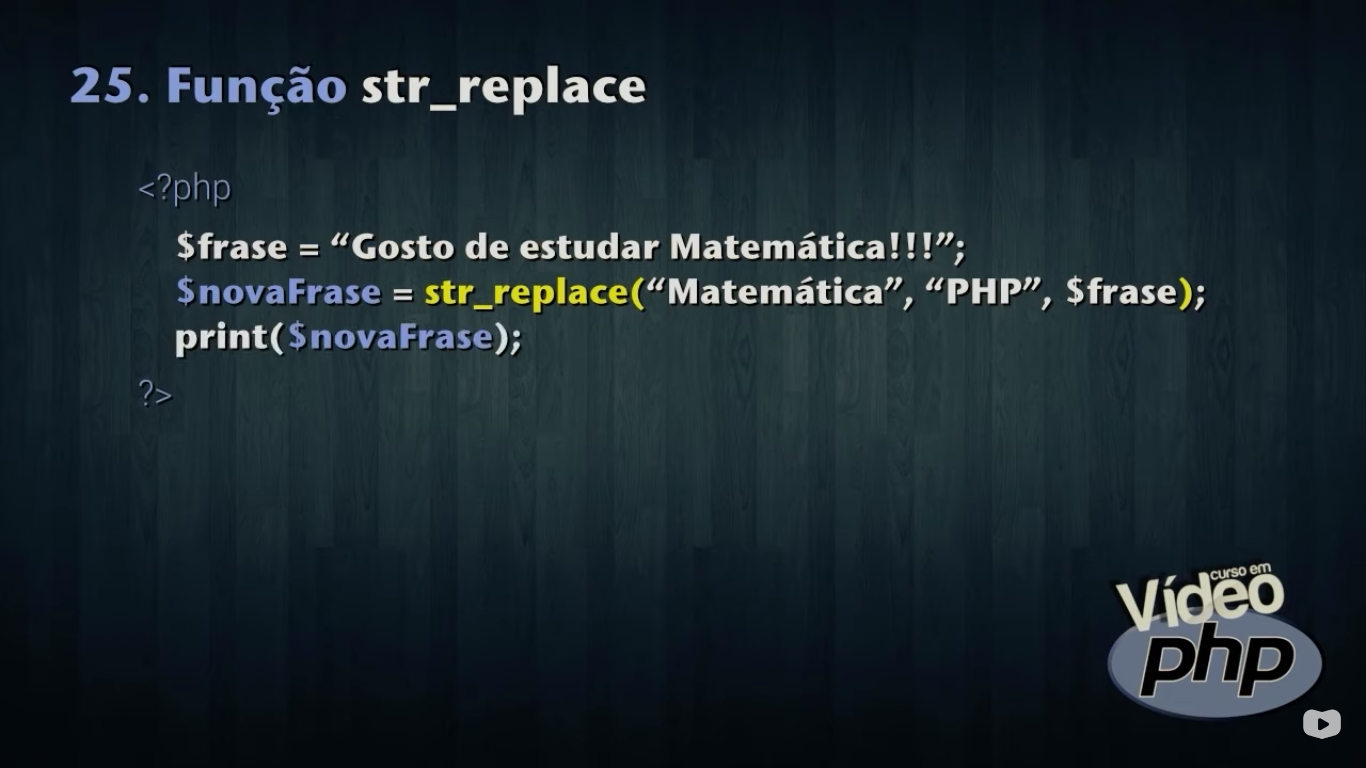 25. Função str_replace
<?php
$frase = “Gosto de estudar Matemática!!!”;
$novaFrase = str_replace(“Matemática”, “PHP”, $frase);
print($novaFrase);
?>
curso em
Vídeo
php